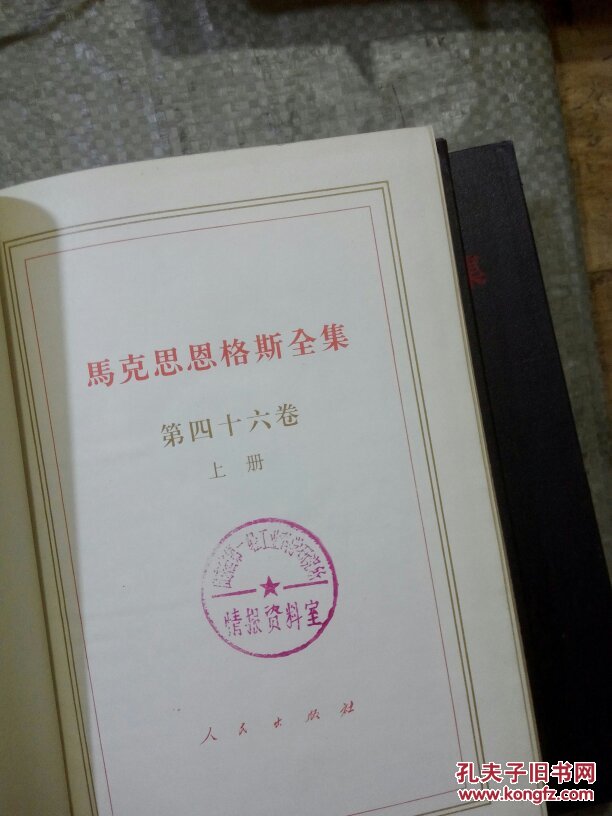 馬克思恩格斯全集
第四十六卷
上册
情报资料室
人民出版社
孔夫子旧书网
www.kongfz.com